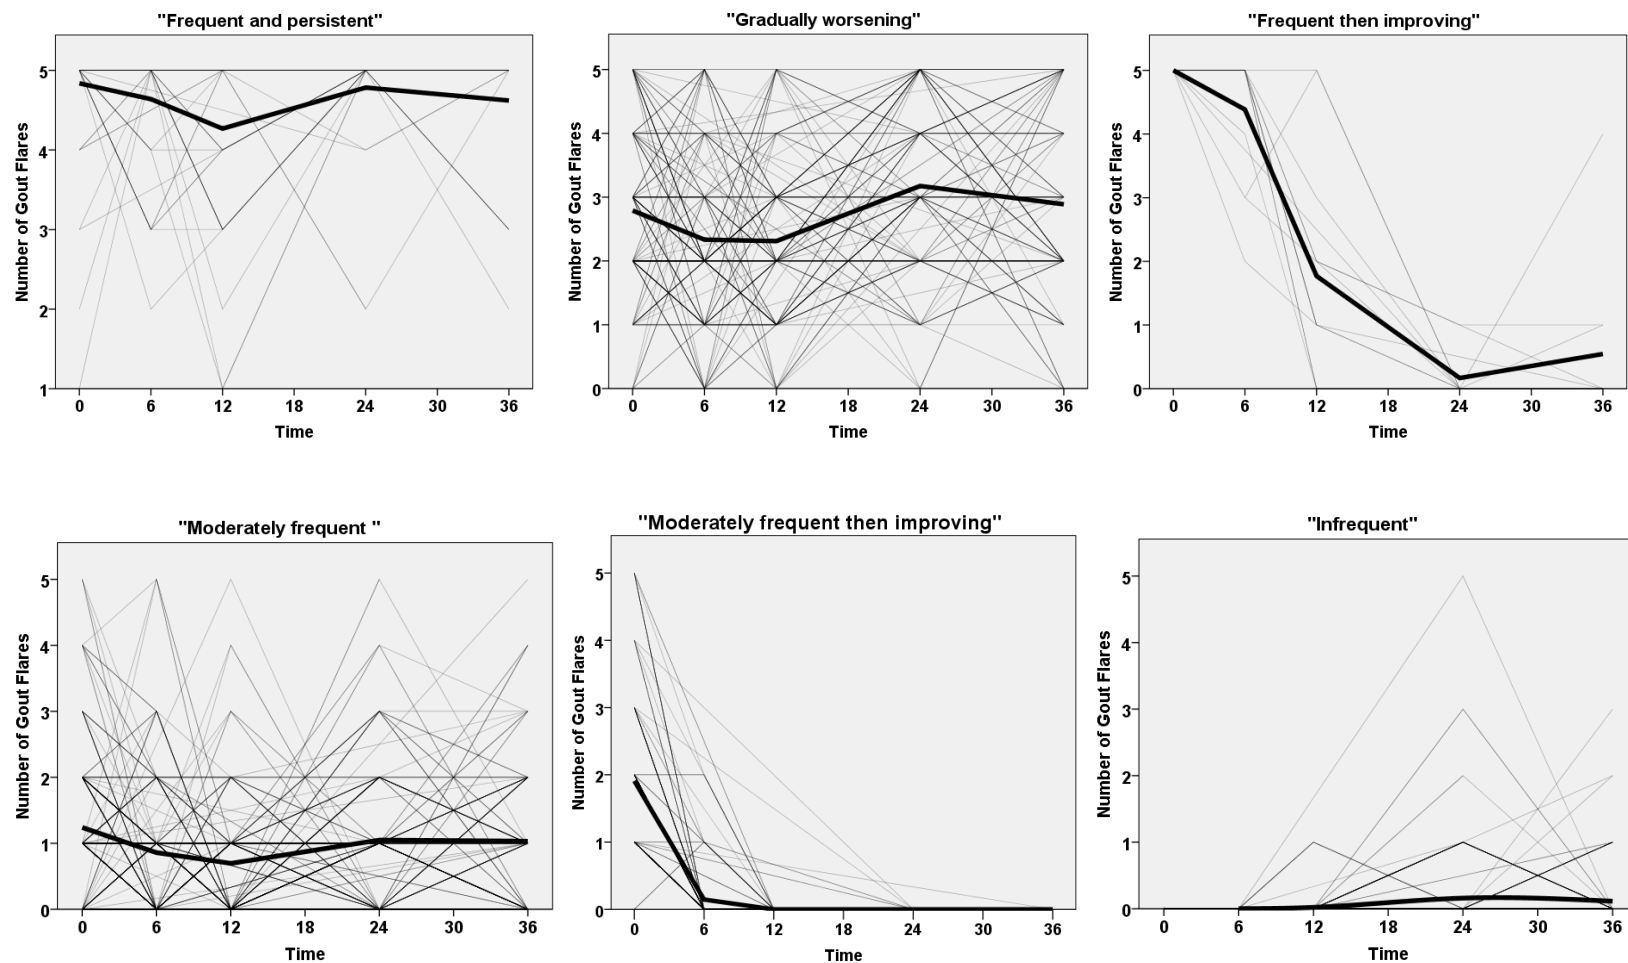 "Frequent and persistent"
5
4
3
2
1
0 6 12 18 24 30 36
Number of Gout Flares
Time
"Gradually worsening"
5
4
3
2
1
0
0 6 12 18 24 30 36
Number of Gout Flares
Time
"Frequent then improving"
5
4
3
2
1
0
0 6 12 18 24 30 36
Number of Gout Flares
Time
"Moderately frequent "
5
4
3
2
1
0
0 6 12 18 24 30 36
Number of Gout Flares
Time
"Moderately frequent then improving"
5
4
3
2
1
0
0 6 12 18 24 30 36
Number of Gout Flares
Time
"Infrequent"
5
4
3
2
1
0
0 6 12 18 24 30 36
Number of Gout Flares
Time